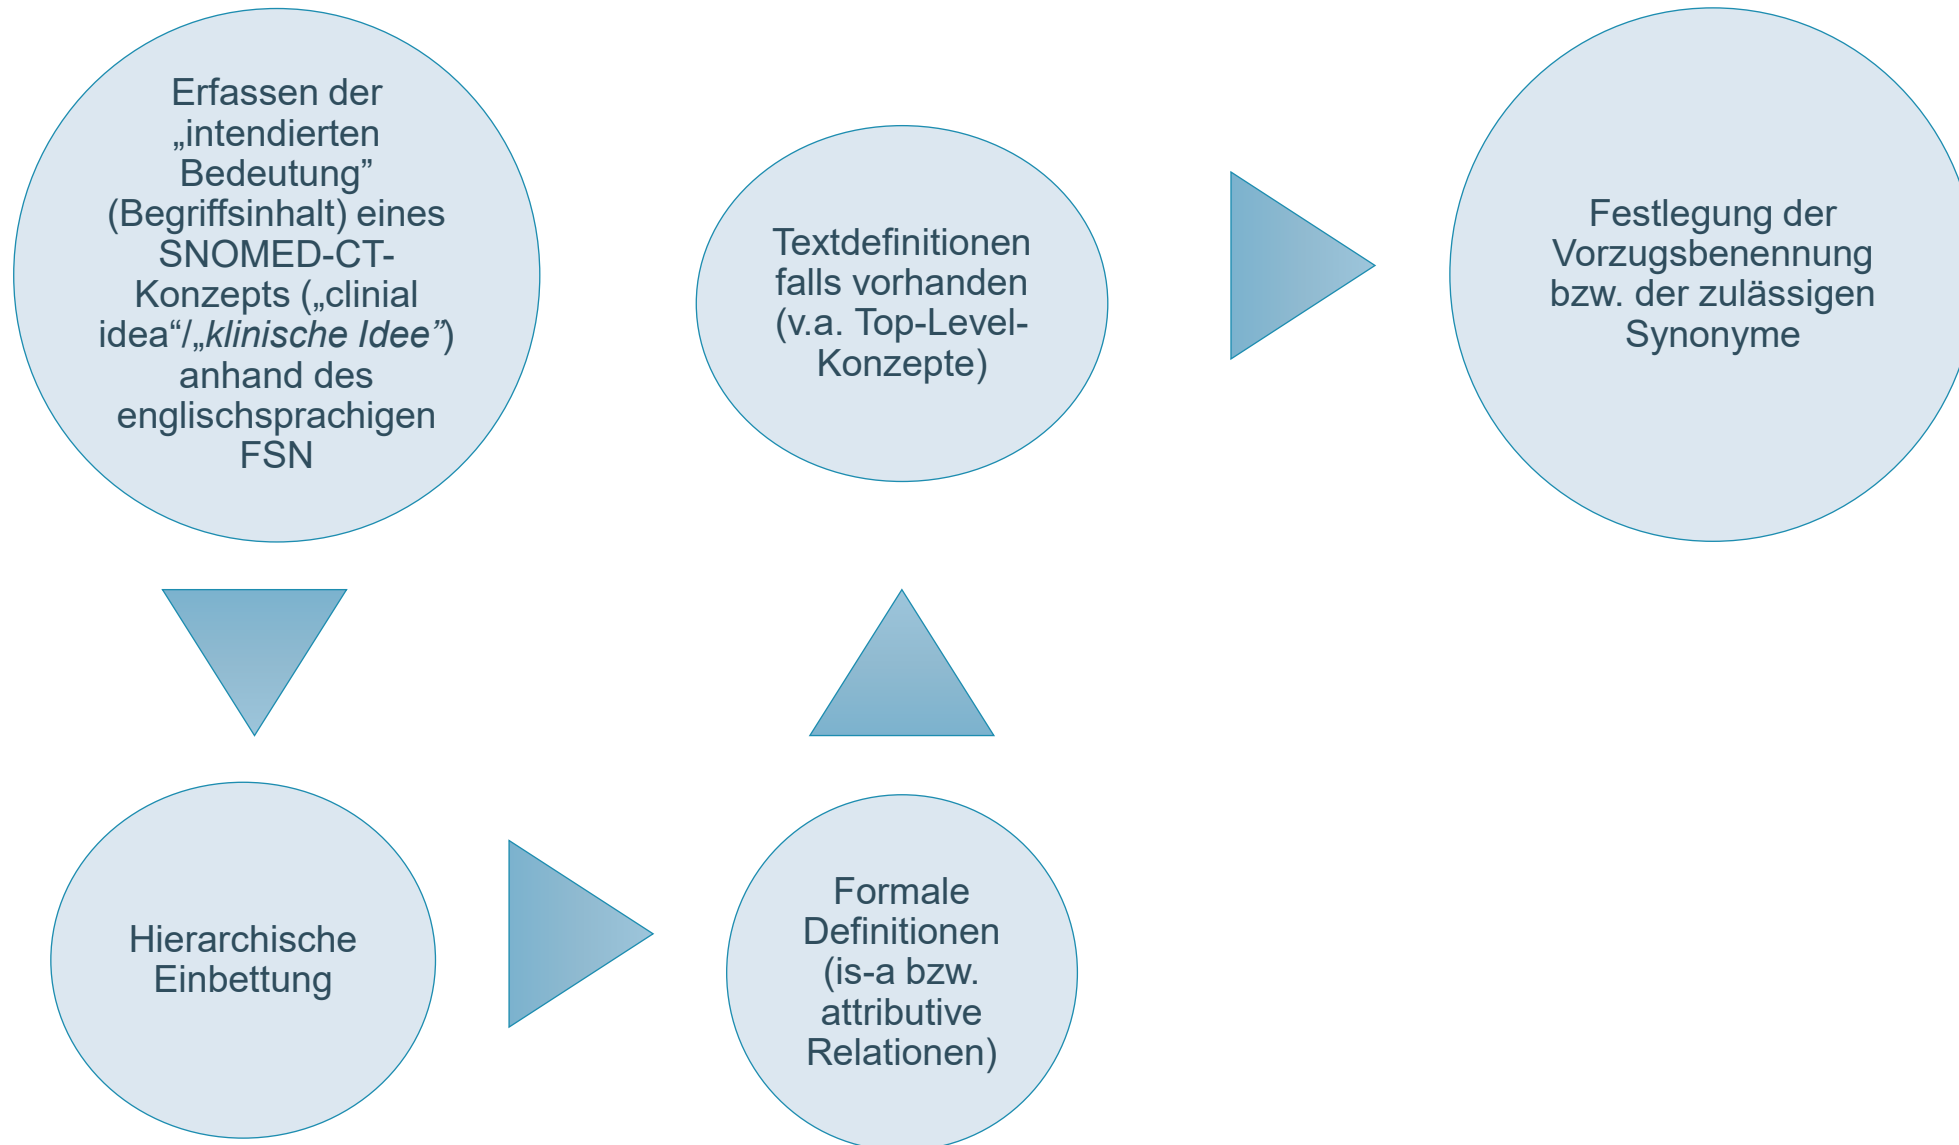 Erfassen der
„intendierten
Bedeutung”
(Begriffsinhalt) eines
SNOMED-CT-
Konzepts („clinial
idea“/„klinische Idee”)
anhand des
englischsprachigen
FSN
Hierarchische
Einbettung
Formale
Definitionen
(is-a bzw.
attributive
Relationen)
Textdefinitionen
falls vorhanden
(v.a. Top-Level-
Konzepte)
Festlegung der
Vorzugsbenennung
bzw. der zulässigen
Synonyme